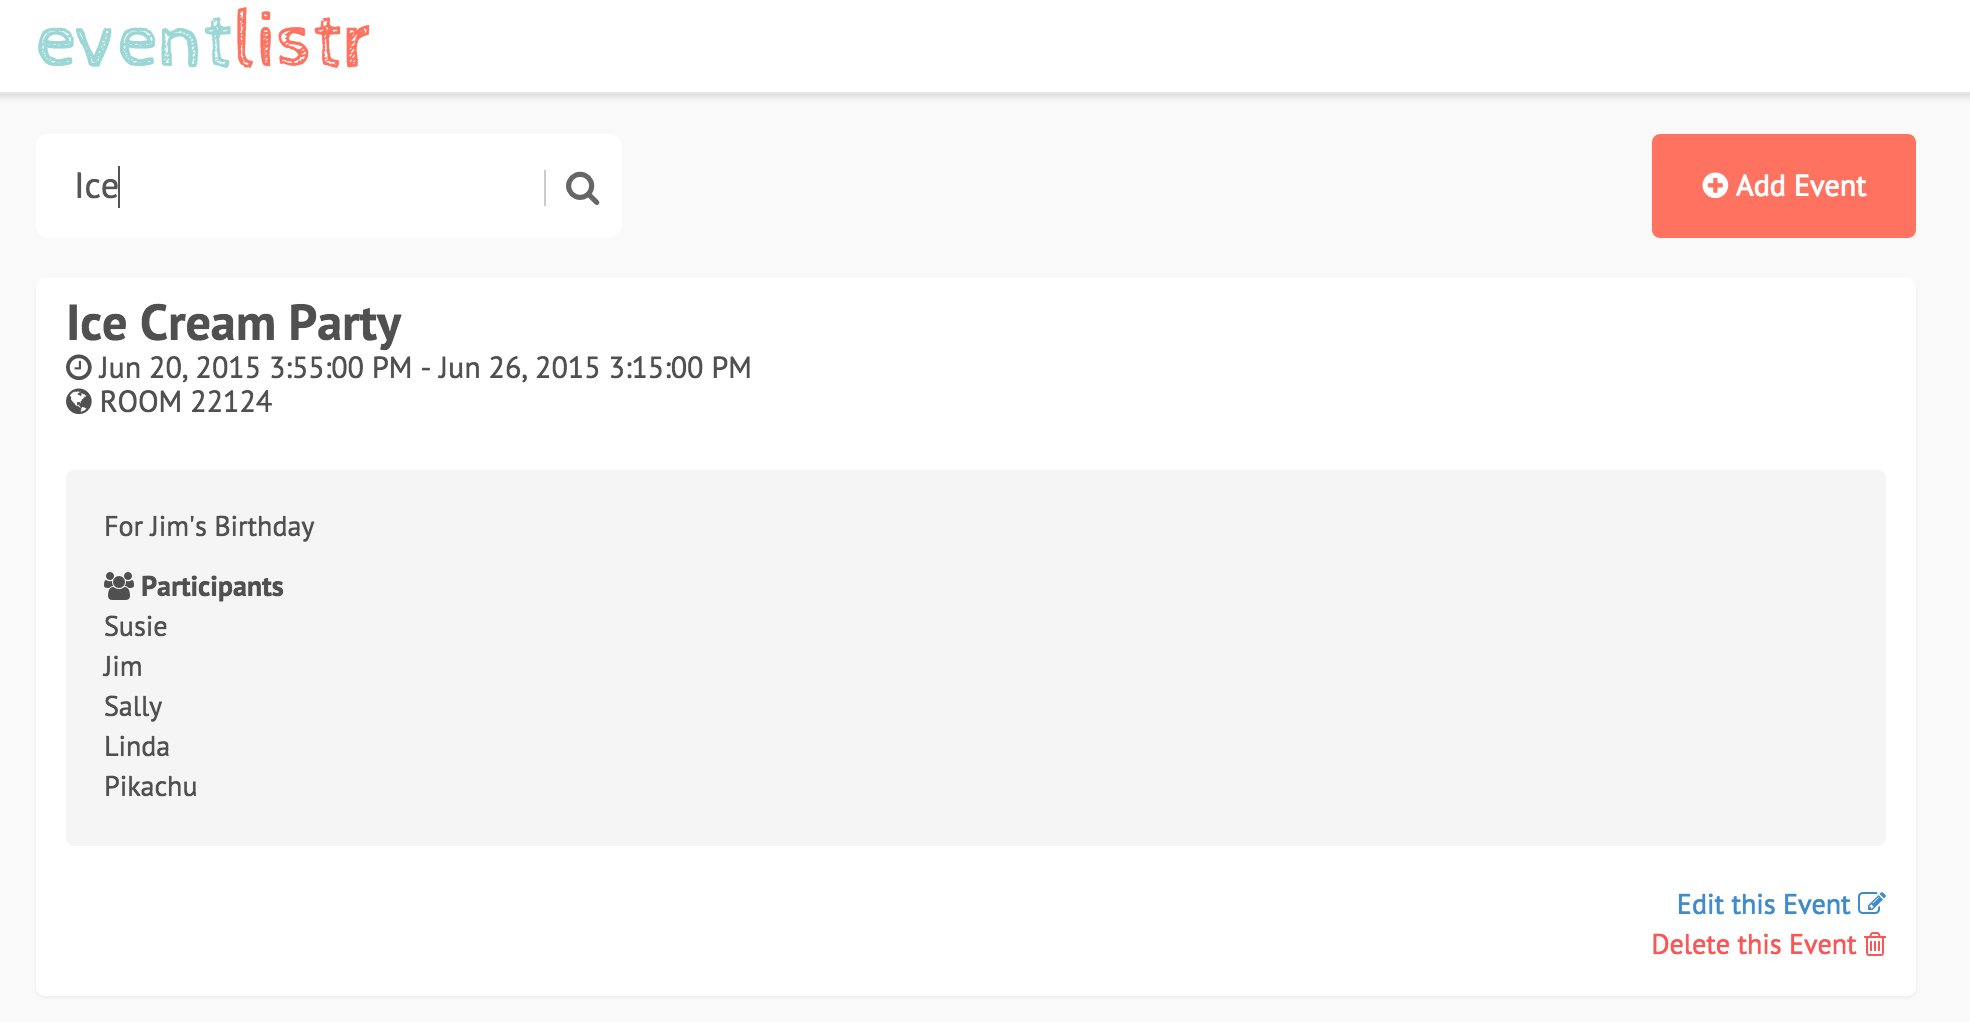 eventlistr
Ice
Add Event
Ice Cream Party
Jun 20, 2015 3:55:00 PM - Jun 26, 2015 3:15:00 PM
ROOM 22124
For Jim's Birthday
Participants
Susie
Jim
Sally
Linda
Pikachu
Edit this Event
Delete this Event